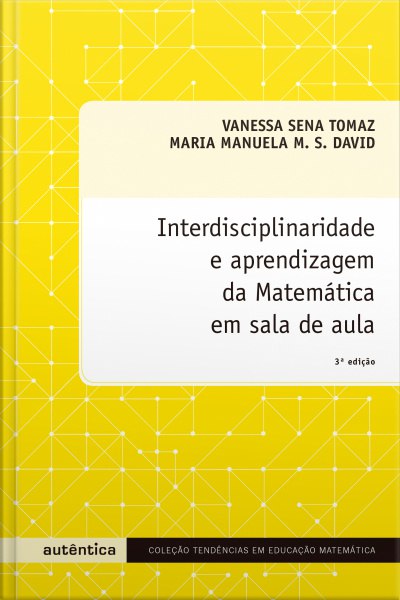 VANESSA SENA TOMAZ
MARIA MANUELA M. S. DAVID
Interdisciplinaridade
e aprendizagem
da Matemática
em sala de aula
3ª edição
autêntica
COLEÇÃO TENDÊNCIAS EM EDUCAÇÃO MATEMÁTICA